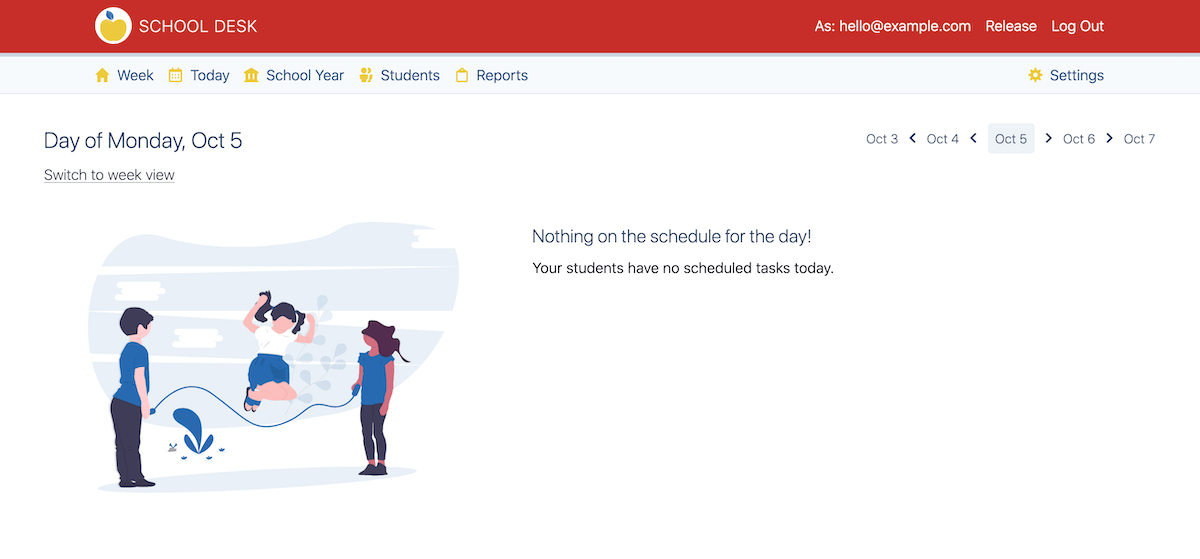 SCHOOL DESK
As: hello@example.com Release Log Out
Week Today School Year Students Reports Settings
Day of Monday, Oct 5
Oct 3 Oct 4 Oct 5 Oct 6 Oct 7
Switch to week view
Nothing on the schedule for the day!
Your students have no scheduled tasks today.